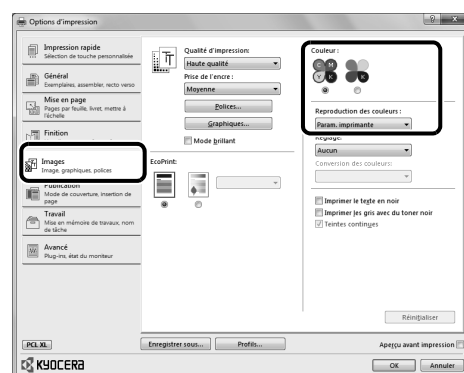 Options d'impression
Impression rapide
Sélection de touche personnalisée
Général
Exemplaires, assembler, recto verso
Mise en page
Pages par feuille, livret, mettre à
l'échelle
Finition
Images
Image, graphiques, polices
Publication
Mode de couverture, insertion de
page
Travail
Mise en mémoire de travaux, nom
de tâche
Avancé
Plug-ins, état du moniteur
Qualité d'impression:
Haute qualité
Prise de l'encre :
Moyenne
Polices...
Graphiques...
Mode brillant
EcoPrint:
Couleur :
C M
Y K K
Reproduction des couleurs :
Param. imprimante
Réglage:
Aucun
Conversion des couleurs:
Imprimer le texte en noir
Imprimer les gris avec du toner noir
Teintes continues
Réinitialiser
PCL XL
Enregistrer sous...
Profils...
Aperçu avant impression
KYOCERA
OK
Annuler